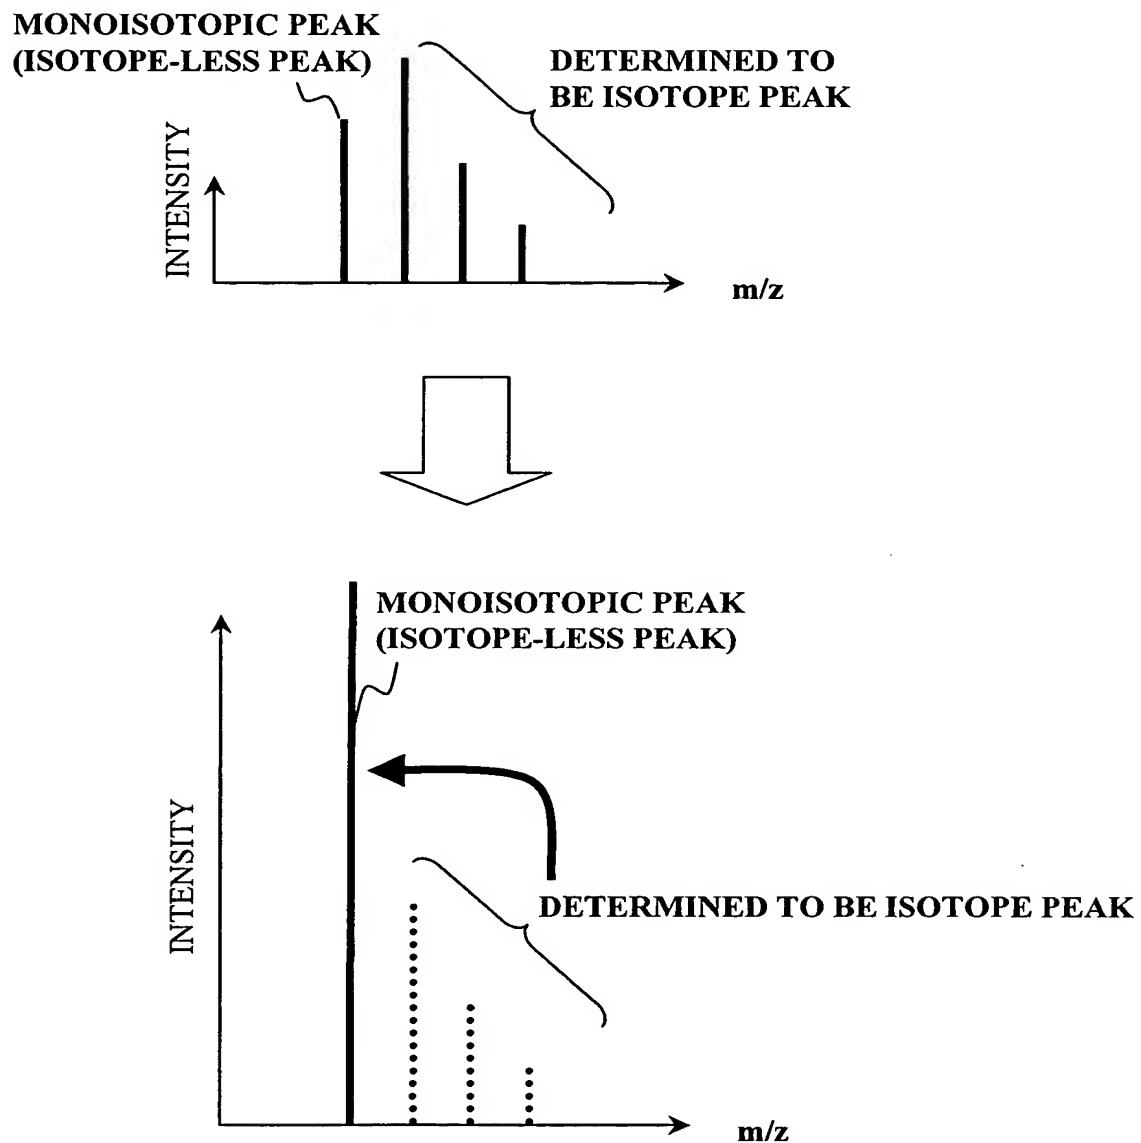 MONOISOTOPIC PEAK
(ISOTOPE-LESS PEAK)
DETERMINED TO
BE ISOTOPE PEAK
INTENSITY
m/z
MONOISOTOPIC PEAK
(ISOTOPE-LESS PEAK)
INTENSITY
DETERMINED TO BE ISOTOPE PEAK
m/z